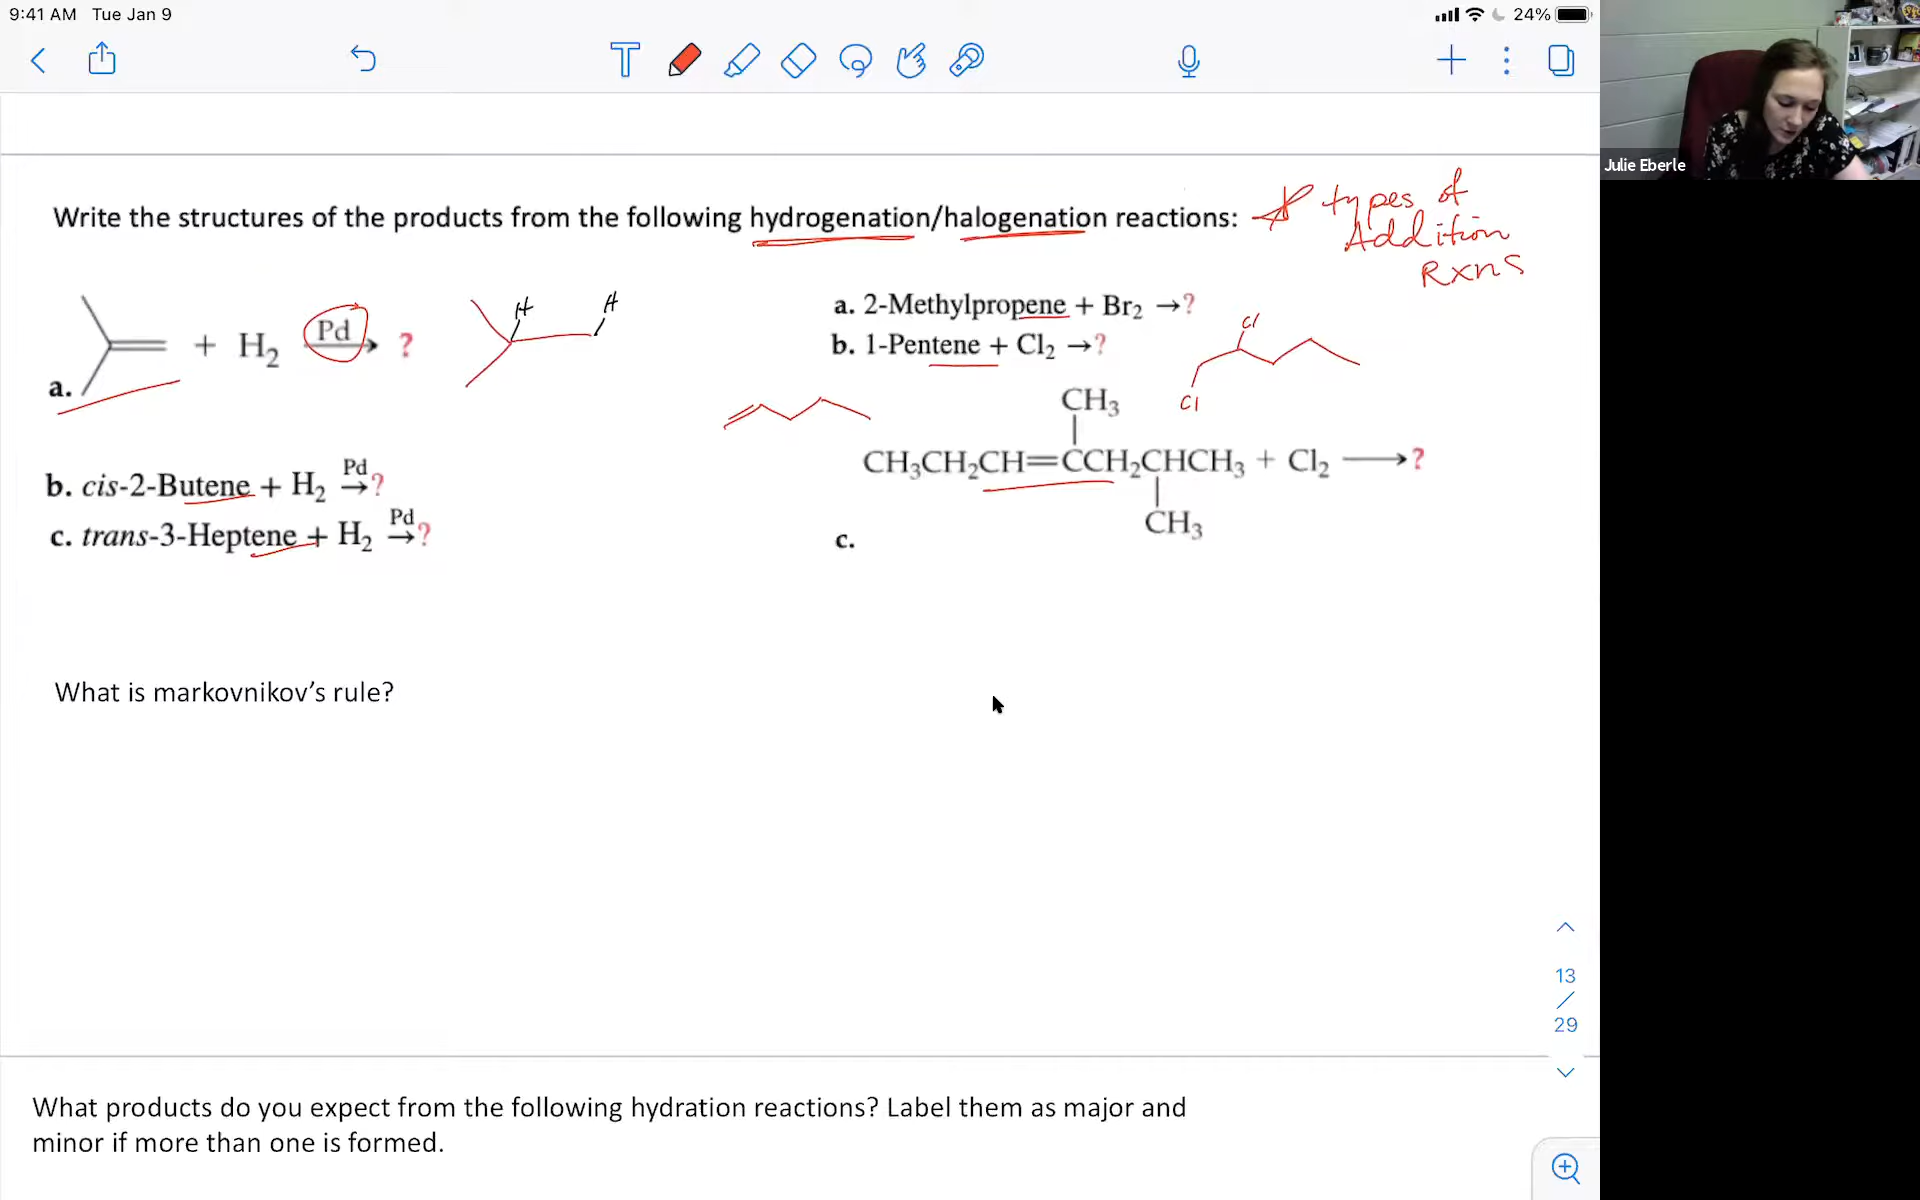 9:41 AM Tue Jan 9
24%
Julie Eberle
Write the structures of the products from the following hydrogenation/halogenation reactions:
types of
Addition
Rxns
a. + H₂ Pd → ?
H H
b. cis-2-Butene + H₂ Pd → ?
c. trans-3-Heptene + H₂ Pd → ?
a. 2-Methylpropene + Br₂ → ?
b. 1-Pentene + Cl₂ → ?
Cl
Cl
CH₃
CH₃CH₂CH=CCH₂CHCH₃ + Cl₂ ⟶ ?
CH₃
c.
What is markovnikov’s rule?
13
/
29
What products do you expect from the following hydration reactions? Label them as major and
minor if more than one is formed.